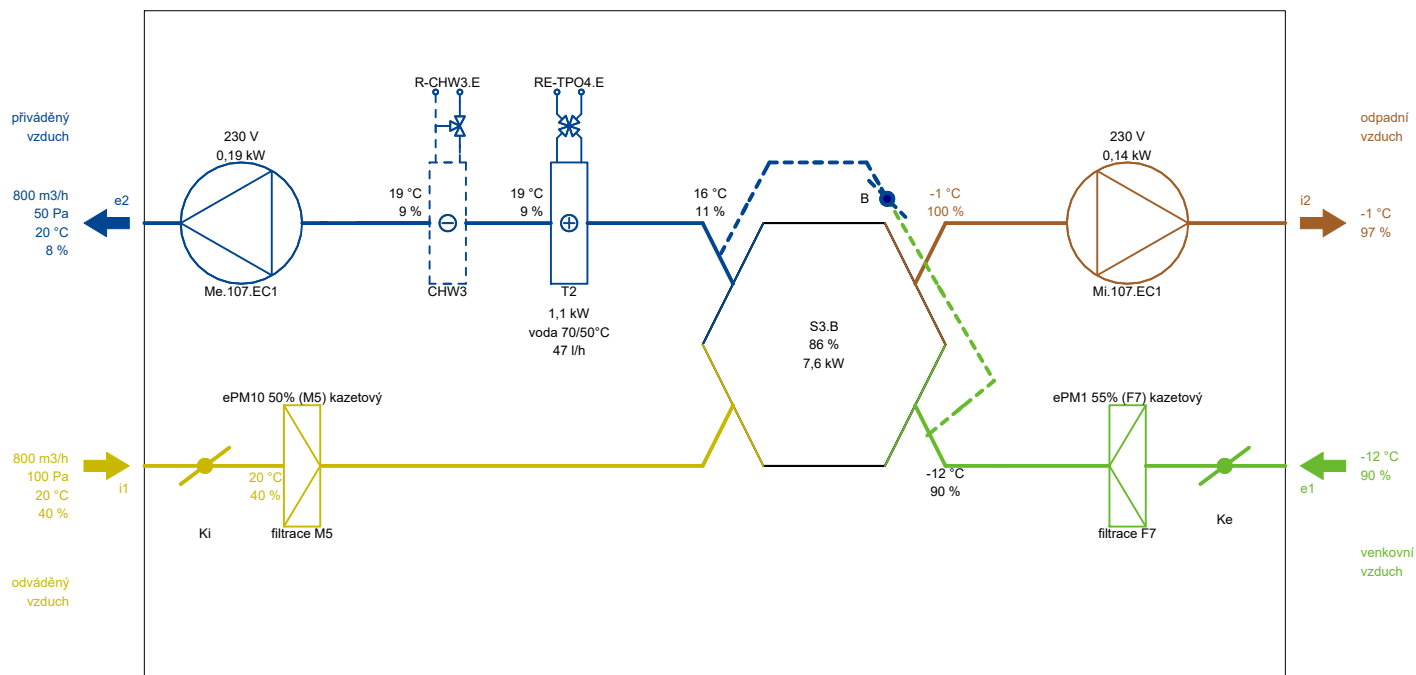 R-CHW3.E
RE-TPO4.E
přiváděný
vzduch
odpadní
vzduch
230 V
0,19 kW
230 V
0,14 kW
800 m3/h
50 Pa
20 °C
8 %
e2
19 °C
9 %
19 °C
9 %
16 °C
11 %
B
-1 °C
100 %
i2
-1 °C
97 %
Me.107.EC1
CHW3
T2
Mi.107.EC1
1,1 kW
voda 70/50°C
47 l/h
S3.B
86 %
7,6 kW
ePM10 50% (M5) kazetový
ePM1 55% (F7) kazetový
800 m3/h
100 Pa
20 °C
40 %
i1
20 °C
40 %
-12 °C
90 %
-12 °C
90 %
e1
Ki
filtrace M5
filtrace F7
Ke
odváděný
vzduch
venkovní
vzduch